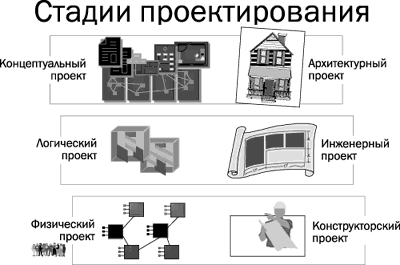 Стадии проектирования
Концептуальный
проект
Архитектурный
проект
Логический
проект
Инженерный
проект
Физический
проект
Конструкторский
проект